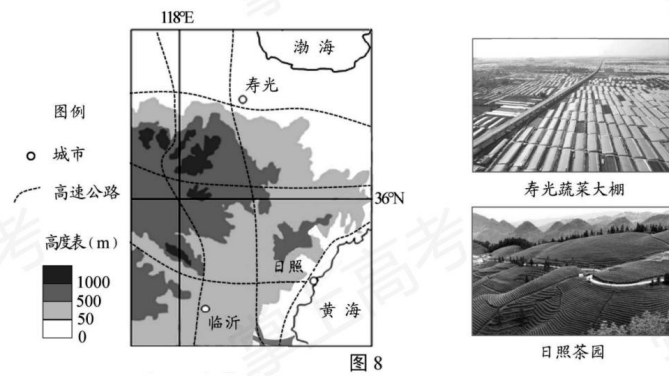 118°E
渤 海
寿光
图例
城市
高速公路
36°N
高度表(m)
1000
500
50
0
日照
临沂
黄 海
图 8
寿光蔬菜大棚
日照茶园